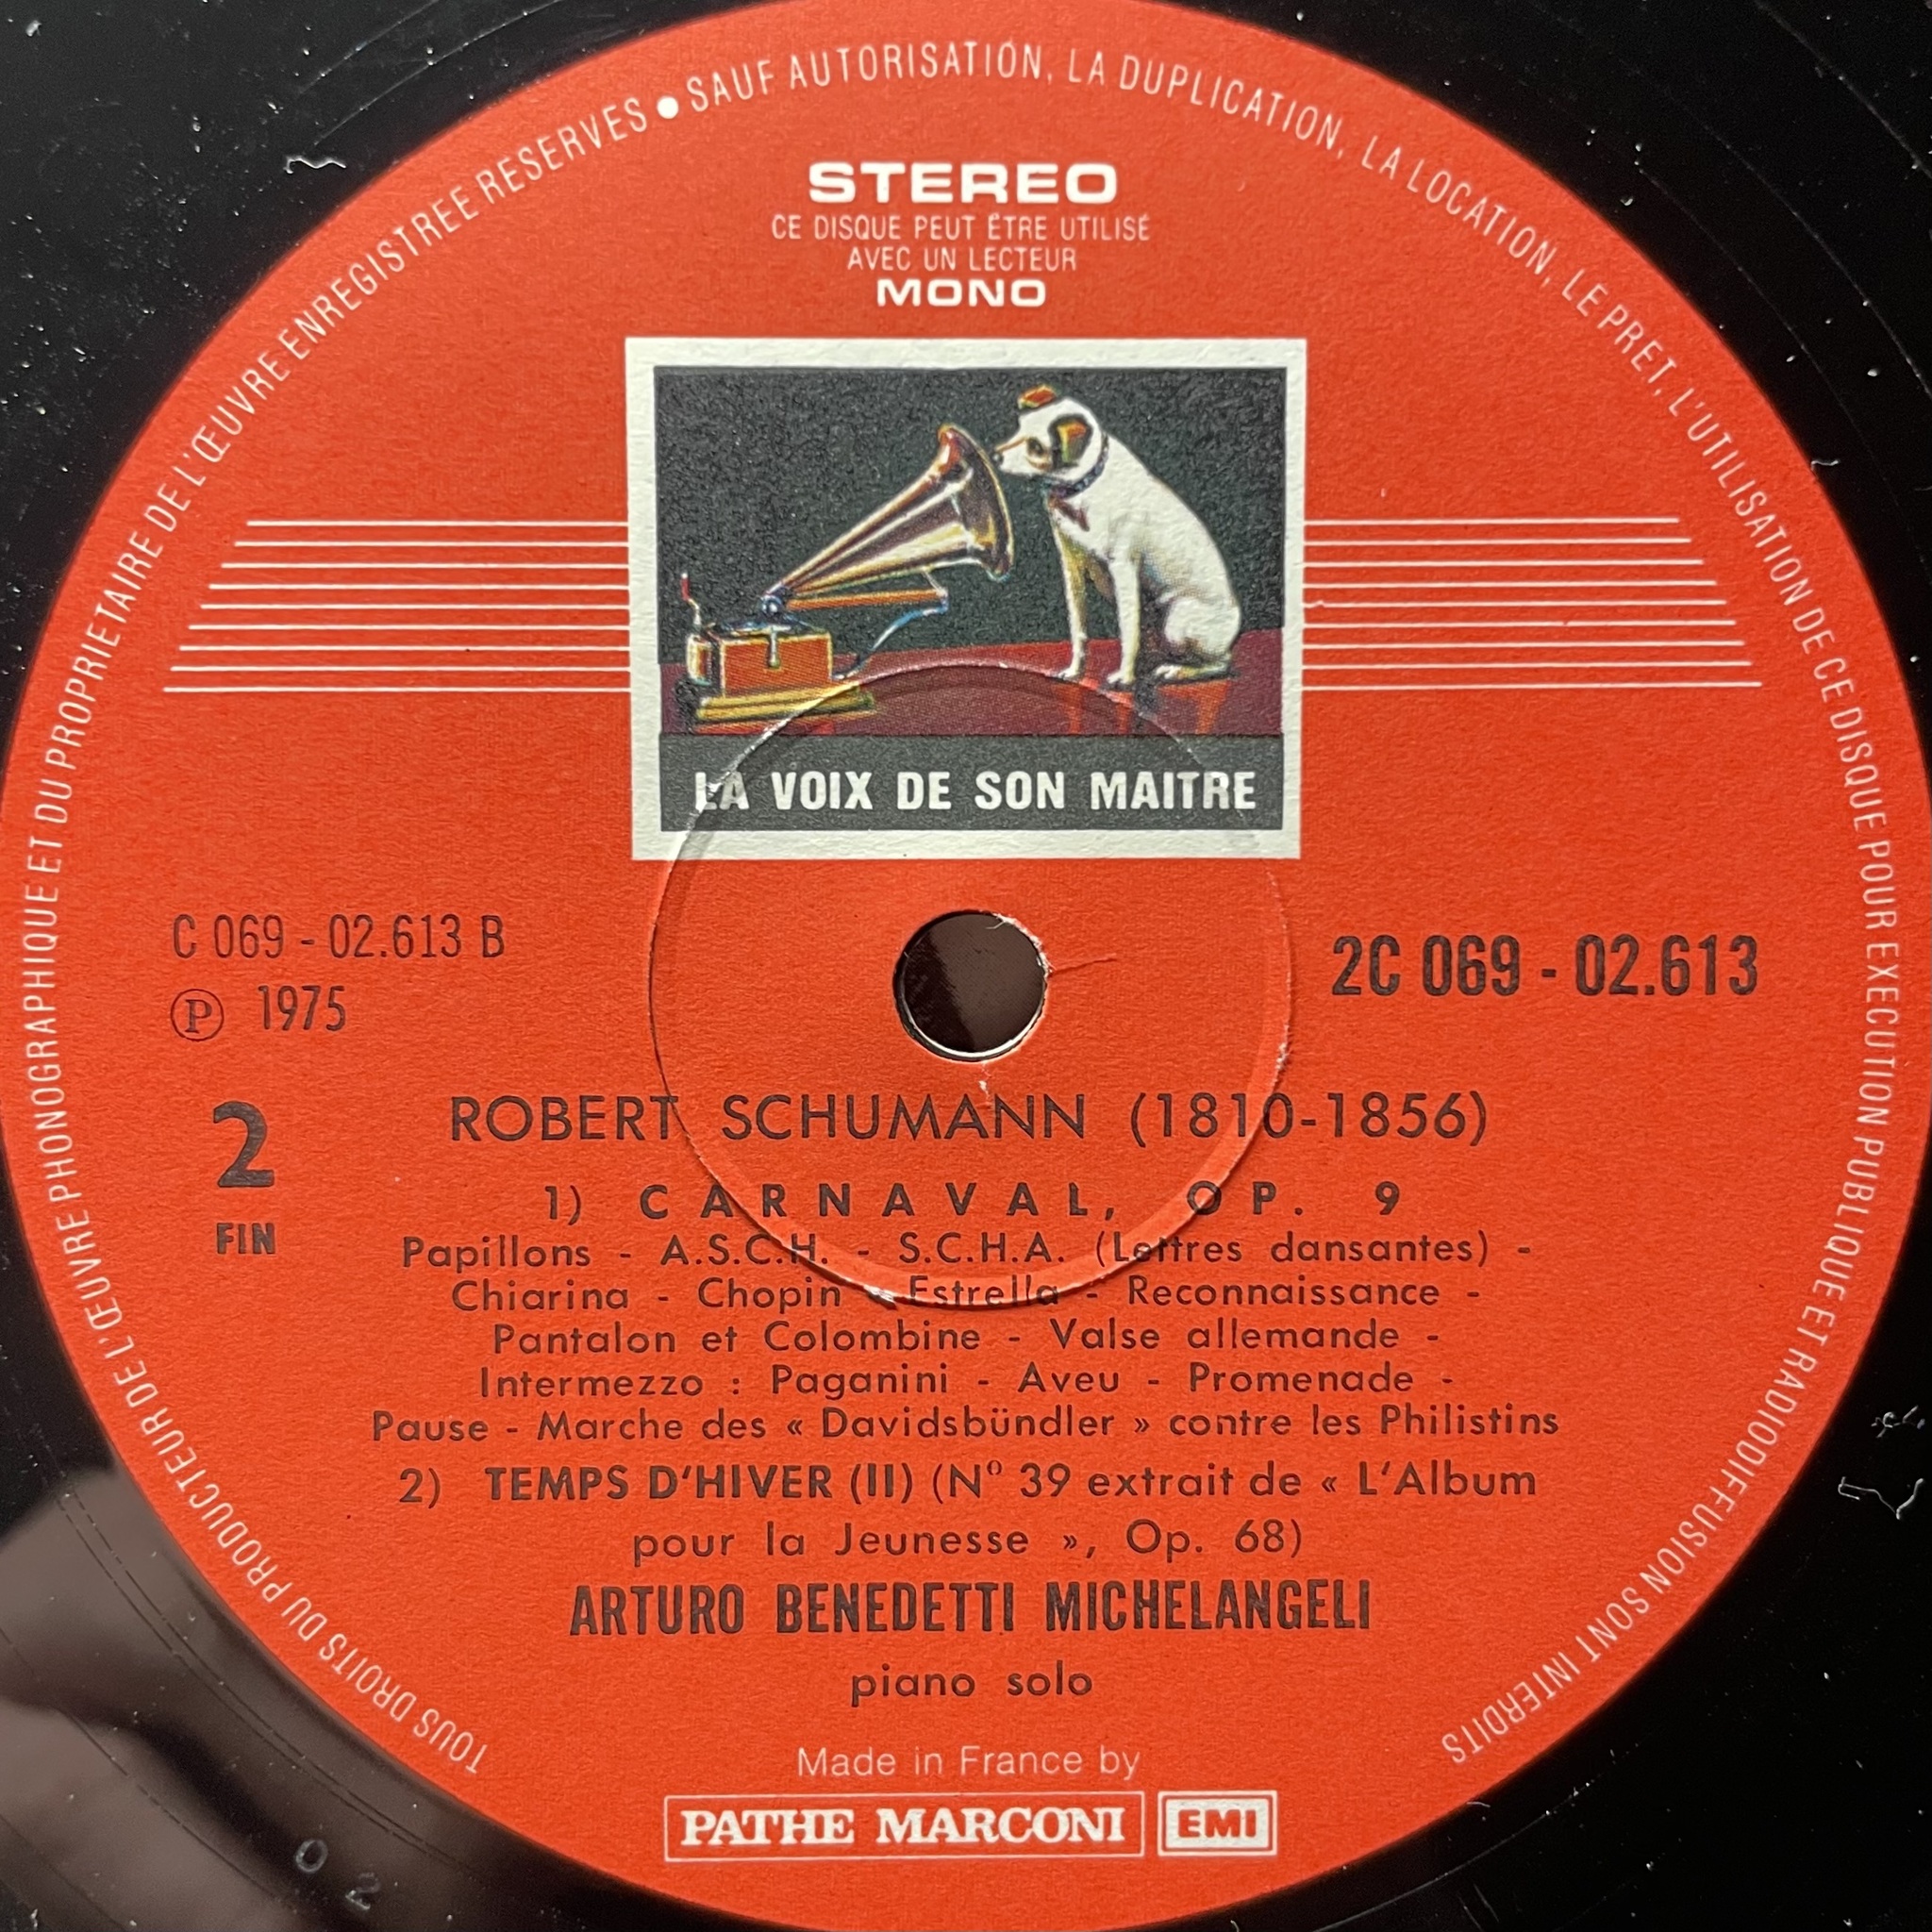 TOUS DROITS DU PRODUCTEUR DE L'ŒUVRE PHONOGRAPHIQUE ET DU PROPRIETAIRE DE L'ŒUVRE ENREGISTREE RESERVES ● SAUF AUTORISATION, LA DUPLICATION, LA LOCATION, LE PRET, L'UTILISATION DE CE DISQUE POUR EXECUTION PUBLIQUE ET RADIODIFFUSION SONT INTERDITS
STEREO
CE DISQUE PEUT ÊTRE UTILISÉ
AVEC UN LECTEUR
MONO
LA VOIX DE SON MAITRE
C 069 - 02.613 B
℗ 1975
2C 069 - 02.613
2
FIN
ROBERT SCHUMANN (1810-1856)
1) CARNAVAL, OP. 9
Papillons - A.S.C.H. - S.C.H.A. (Lettres dansantes) -
Chiarina - Chopin - Estrella - Reconnaissance -
Pantalon et Colombine - Valse allemande -
Intermezzo : Paganini - Aveu - Promenade -
Pause - Marche des « Davidsbündler » contre les Philistins
2) TEMPS D'HIVER (II) (Nº 39 extrait de « L'Album
pour la Jeunesse », Op. 68)
ARTURO BENEDETTI MICHELANGELI
piano solo
Made in France by
PATHE MARCONI EMI
02